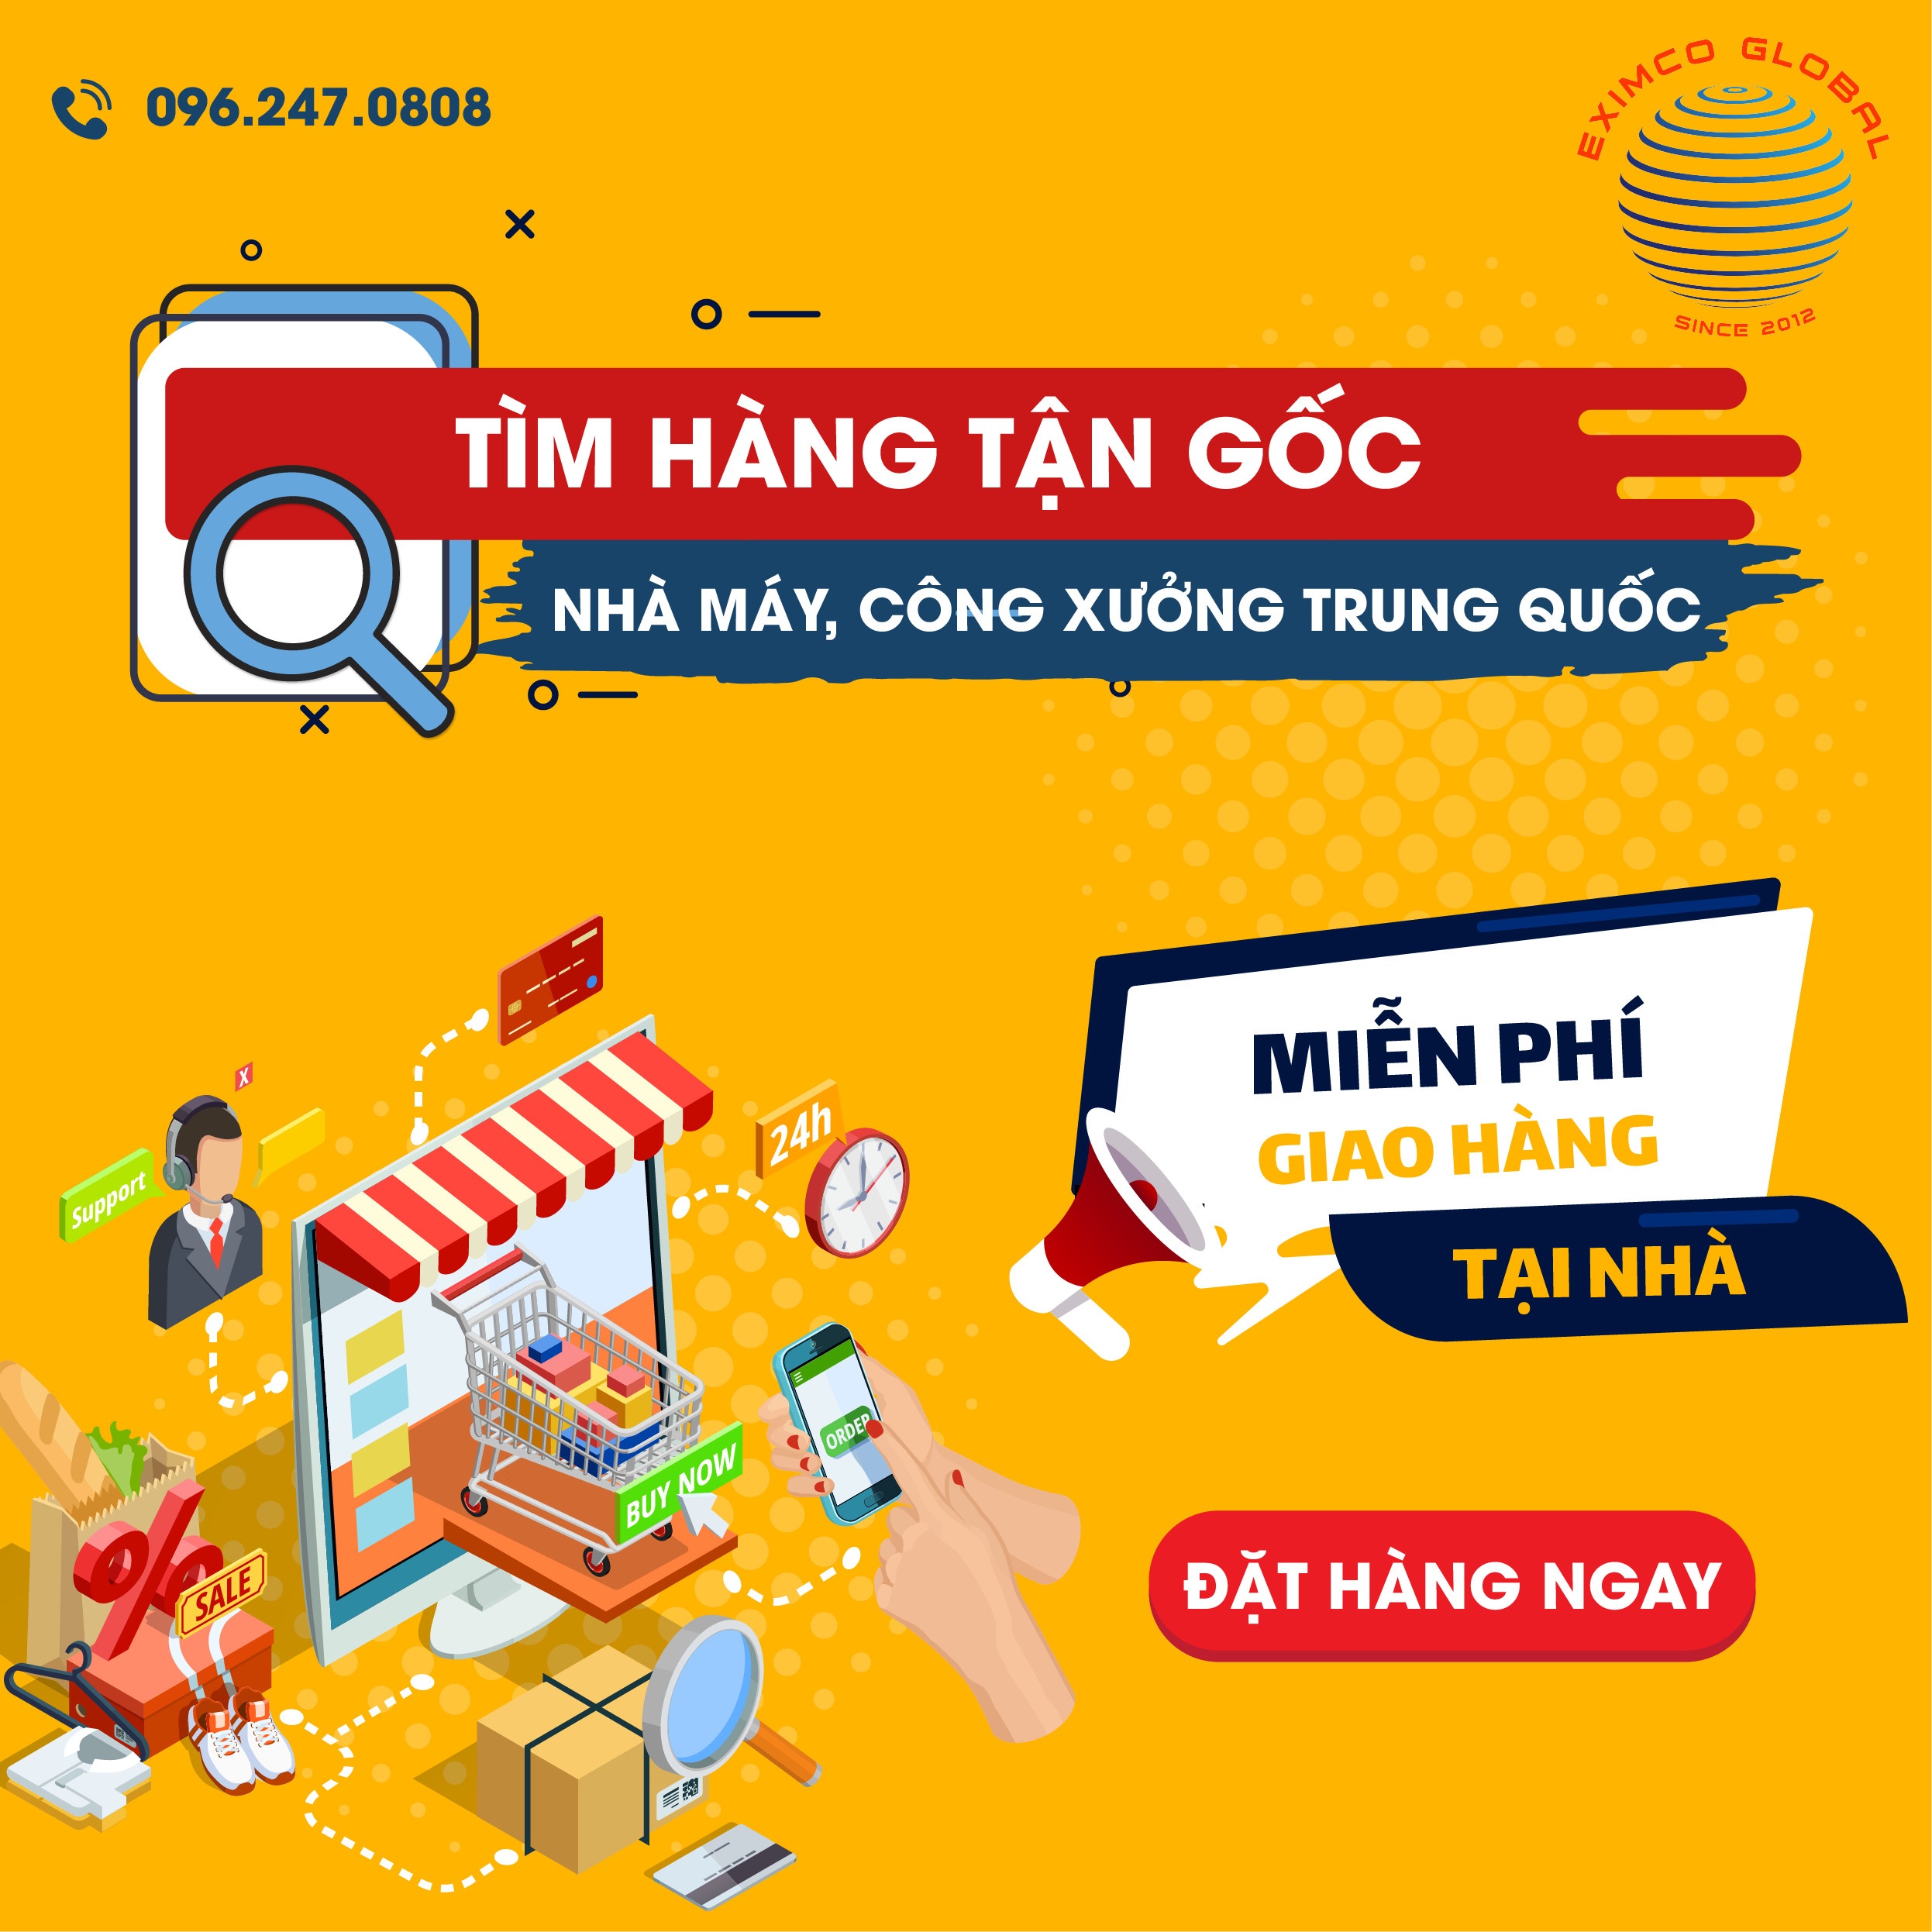 096.247.0808
EXIMCO GLOBAL
SINCE 2012
TÌM HÀNG TẬN GỐC
NHÀ MÁY, CÔNG XƯỞNG TRUNG QUỐC
MIỄN PHÍ
GIAO HÀNG
TẠI NHÀ
X
Support
24h
ORDEP
BUY NOW
%
SALE
ĐẶT HÀNG NGAY